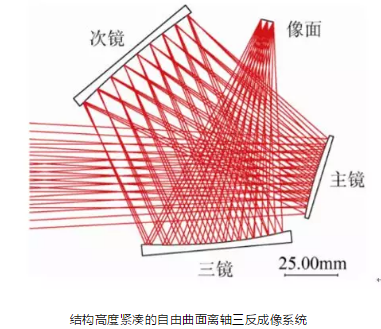 次镜
像面
主镜
三镜
25.00mm
结构高度紧凑的自由曲面离轴三反成像系统